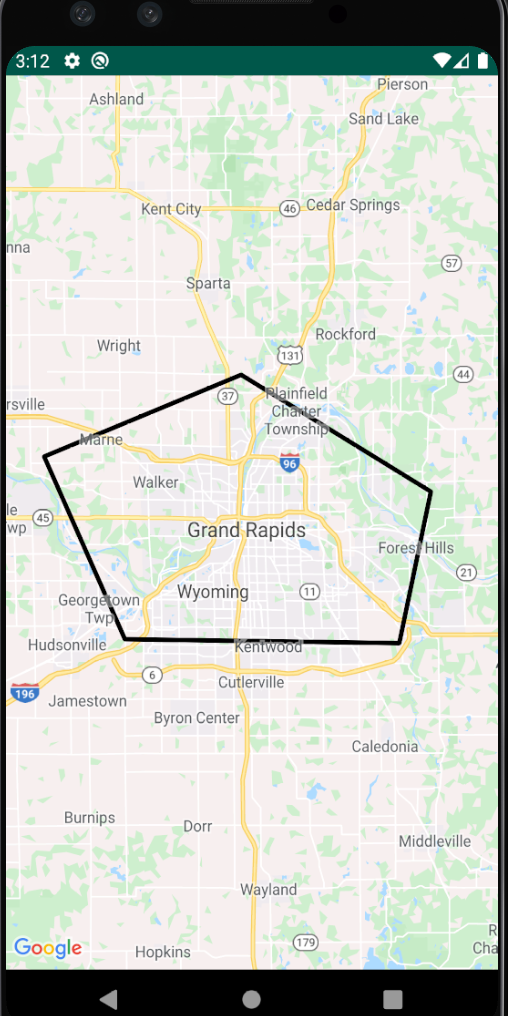 3:12
Pierson
Ashland
Sand Lake
Kent City
46
Cedar Springs
nna
57
Sparta
Rockford
Wright
131
44
37
Plainfield
Charter
Township
rsville
Marne
96
Walker
le
wp
45
Grand Rapids
Forest Hills
21
Wyoming
11
Georgetown
Twp
Hudsonville
Kentwood
6
Cutlerville
196
Jamestown
Byron Center
Caledonia
Burnips
Dorr
Middleville
Wayland
R
Cha
179
Google
Hopkins